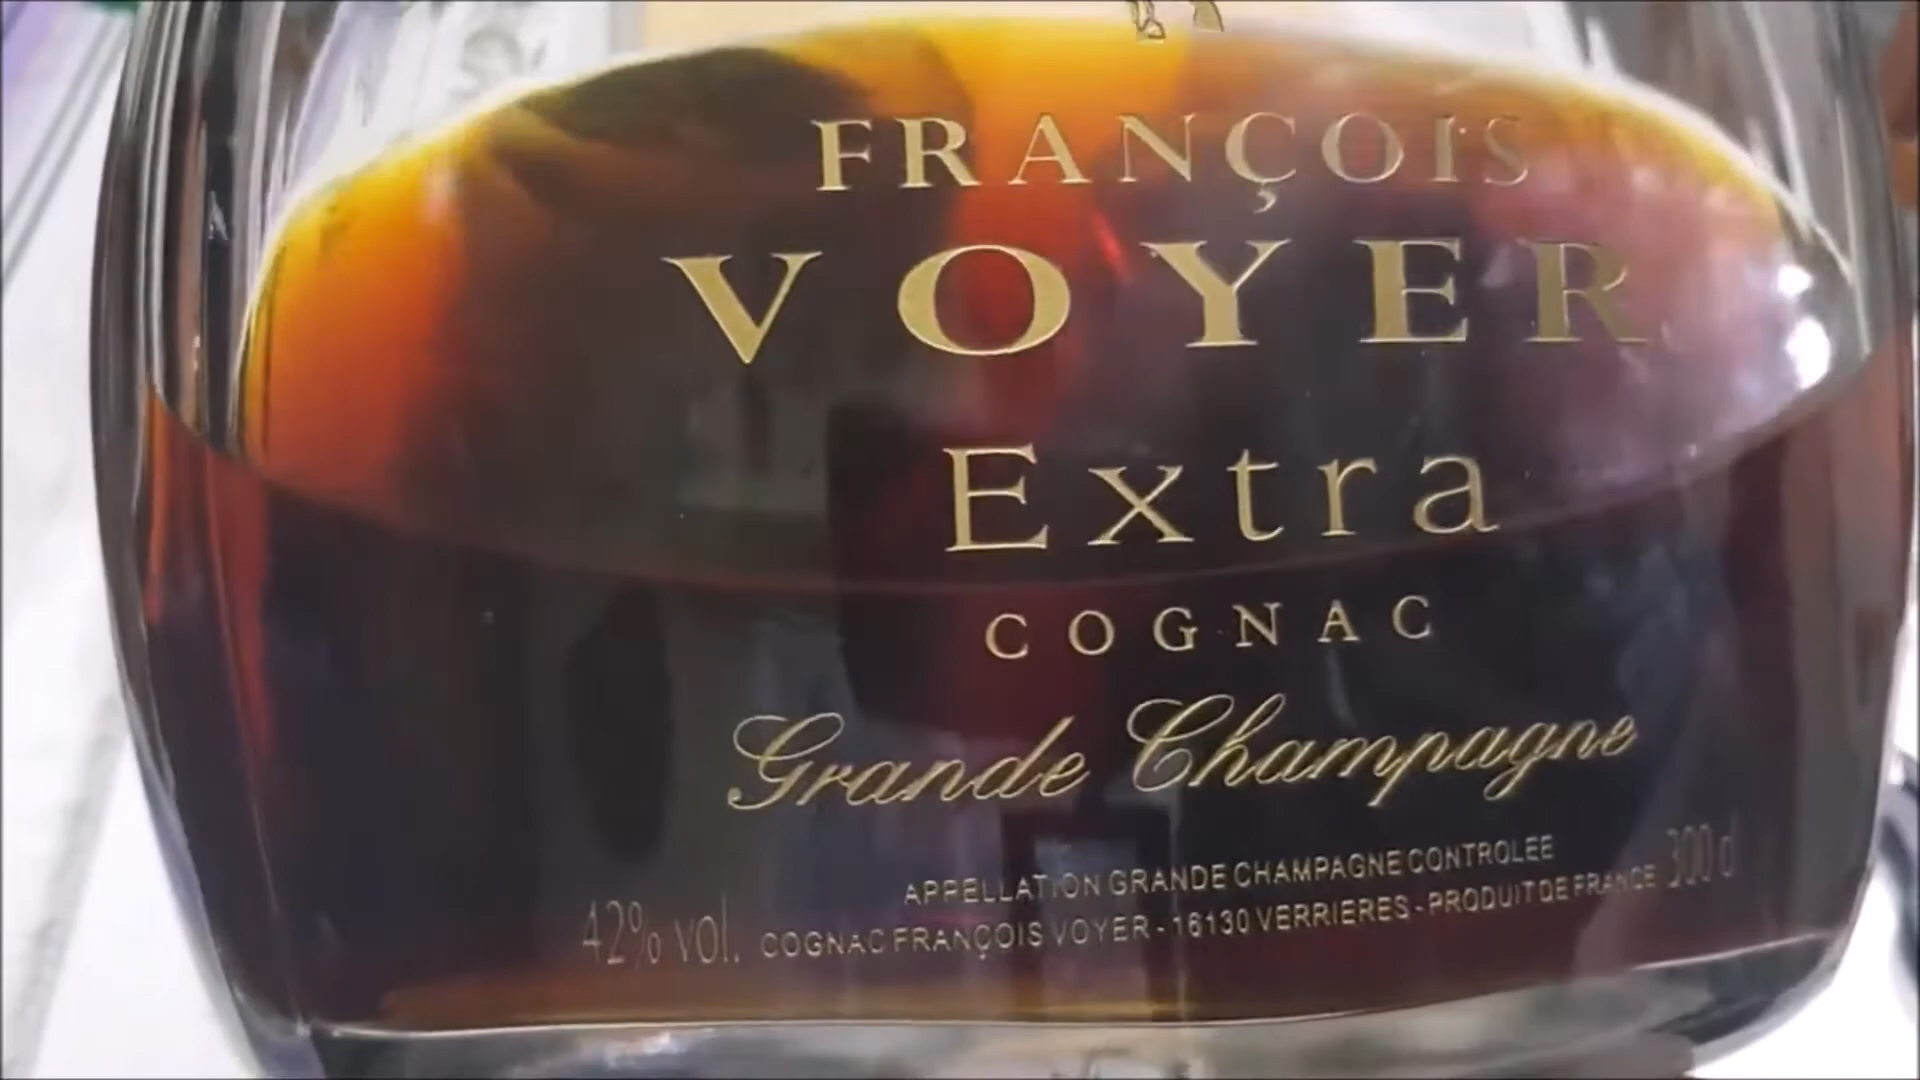 FRANÇOIS
VOYER
Extra
COGNAC
Grande Champagne
APPELLATION GRANDE CHAMPAGNE CONTROLEE
42% vol. COGNAC FRANÇOIS VOYER - 16130 VERRIERES - PRODUIT DE FRANCE 300cl